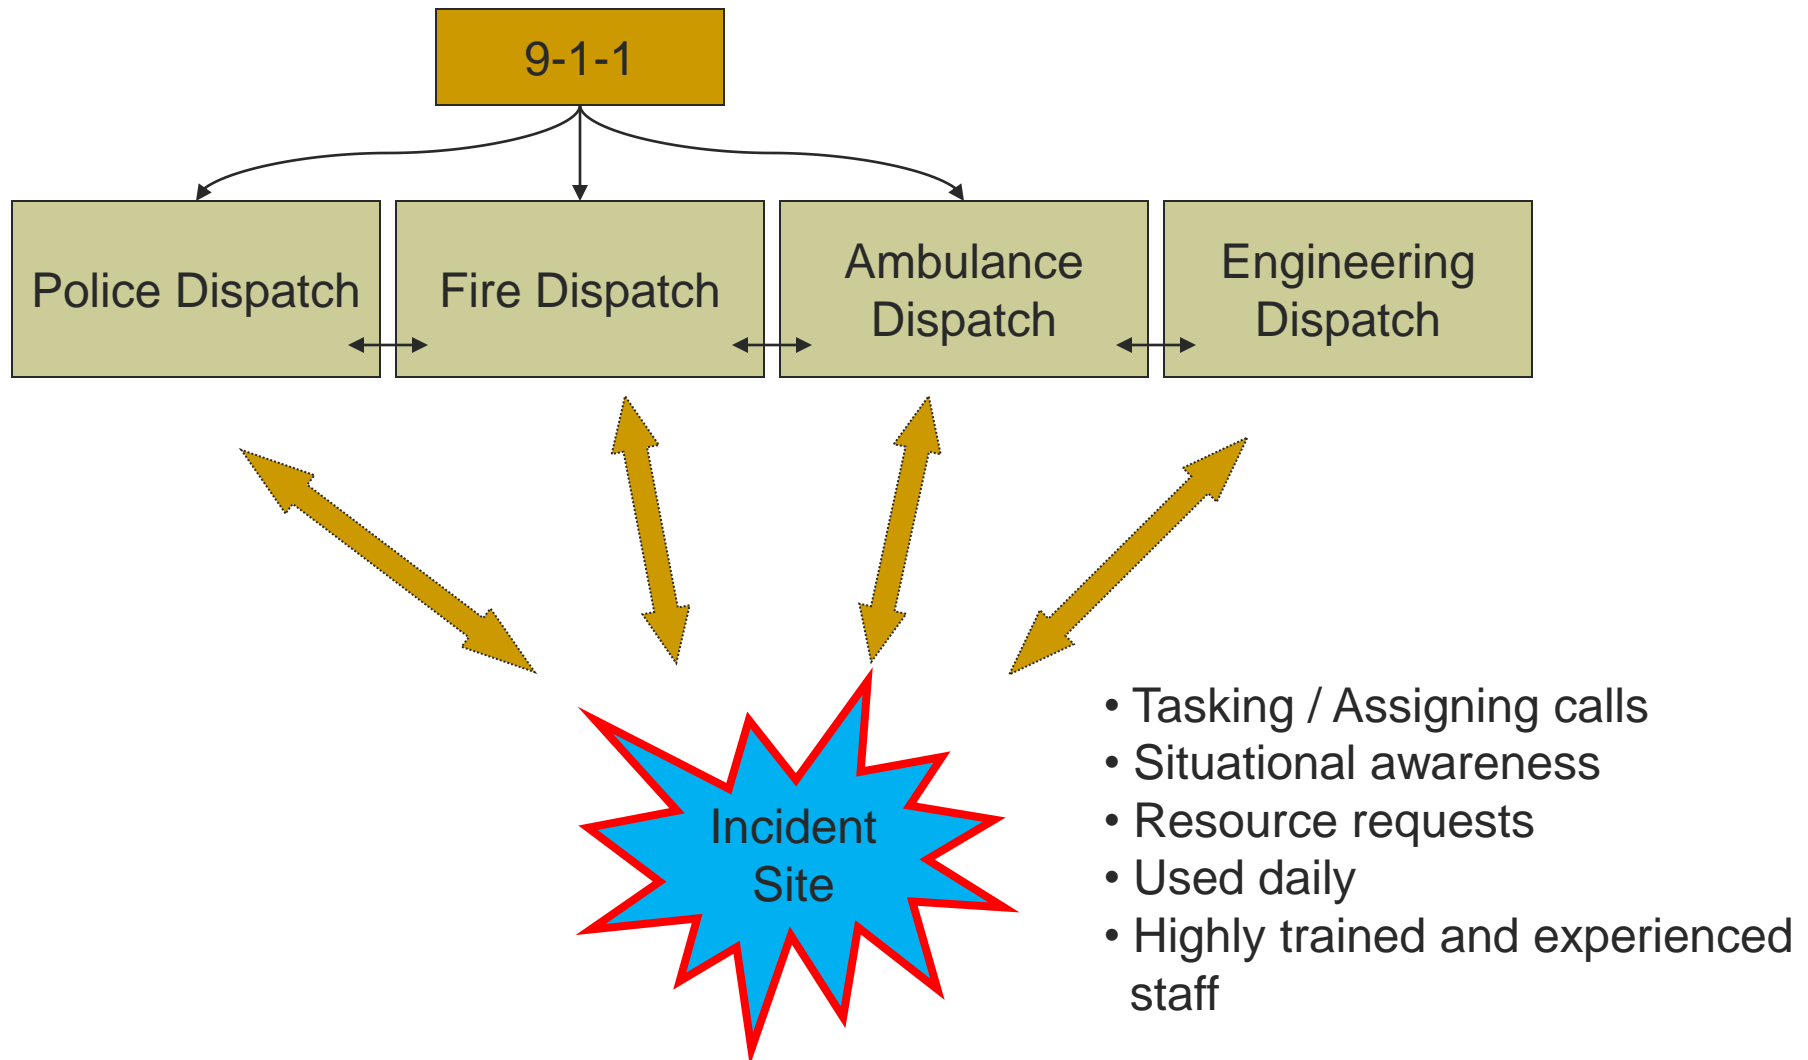 9-1-1
Police Dispatch
Fire Dispatch
Ambulance
Dispatch
Engineering
Dispatch
Incident
Site
• Tasking / Assigning calls
• Situational awareness
• Resource requests
• Used daily
• Highly trained and experienced
staff